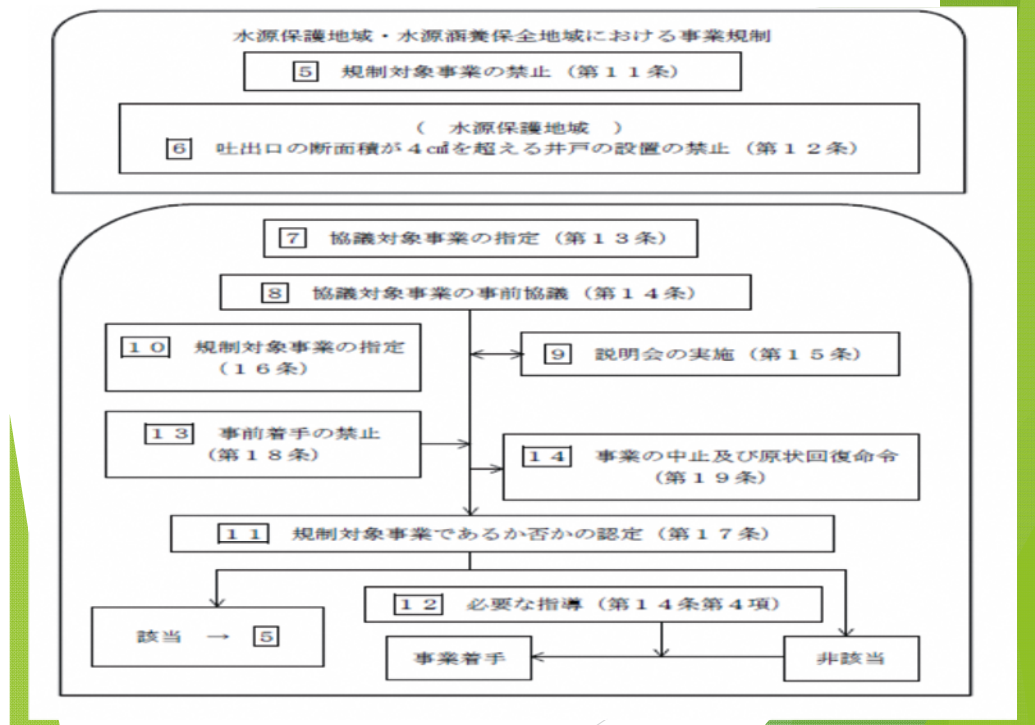 水源保護地域・水源涵養保全地域における事業規制
5 規制対象事業の禁止（第１１条）
（ 水源保護地域 ）
6 吐出口の断面積が４㎠を超える井戸の設置の禁止（第１２条）
7 協議対象事業の指定（第１３条）
8 協議対象事業の事前協議（第１４条）
10 規制対象事業の指定
（１６条）
9 説明会の実施（第１５条）
13 事前着手の禁止
（第１８条）
14 事業の中止及び原状回復命令
（第１９条）
11 規制対象事業であるか否かの認定（第１７条）
12 必要な指導（第１４条第４項）
該当 → 5
事業着手
非該当